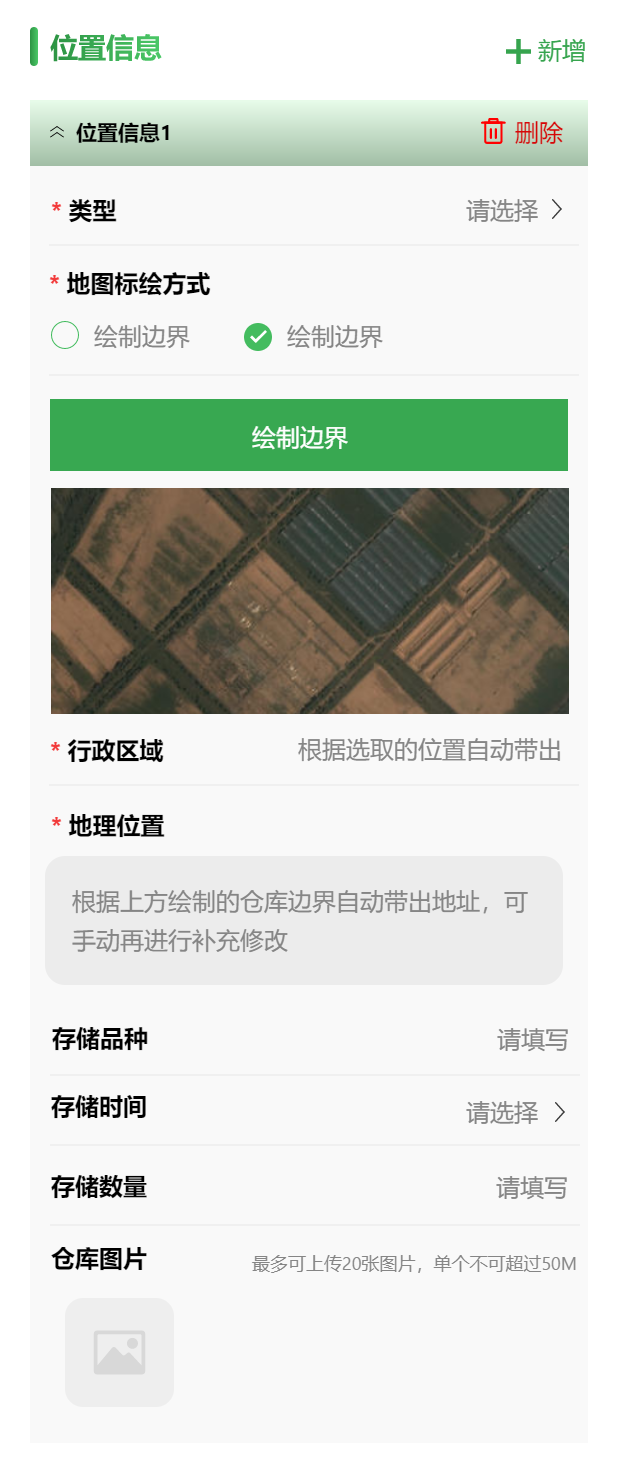 位置信息
新增
位置信息1
删除
* 类型
请选择
* 地图标绘方式
绘制边界
绘制边界
绘制边界
* 行政区域
根据选取的位置自动带出
* 地理位置
根据上方绘制的仓库边界自动带出地址，可
手动再进行补充修改
存储品种
请填写
存储时间
请选择
存储数量
请填写
仓库图片
最多可上传20张图片，单个不可超过50M